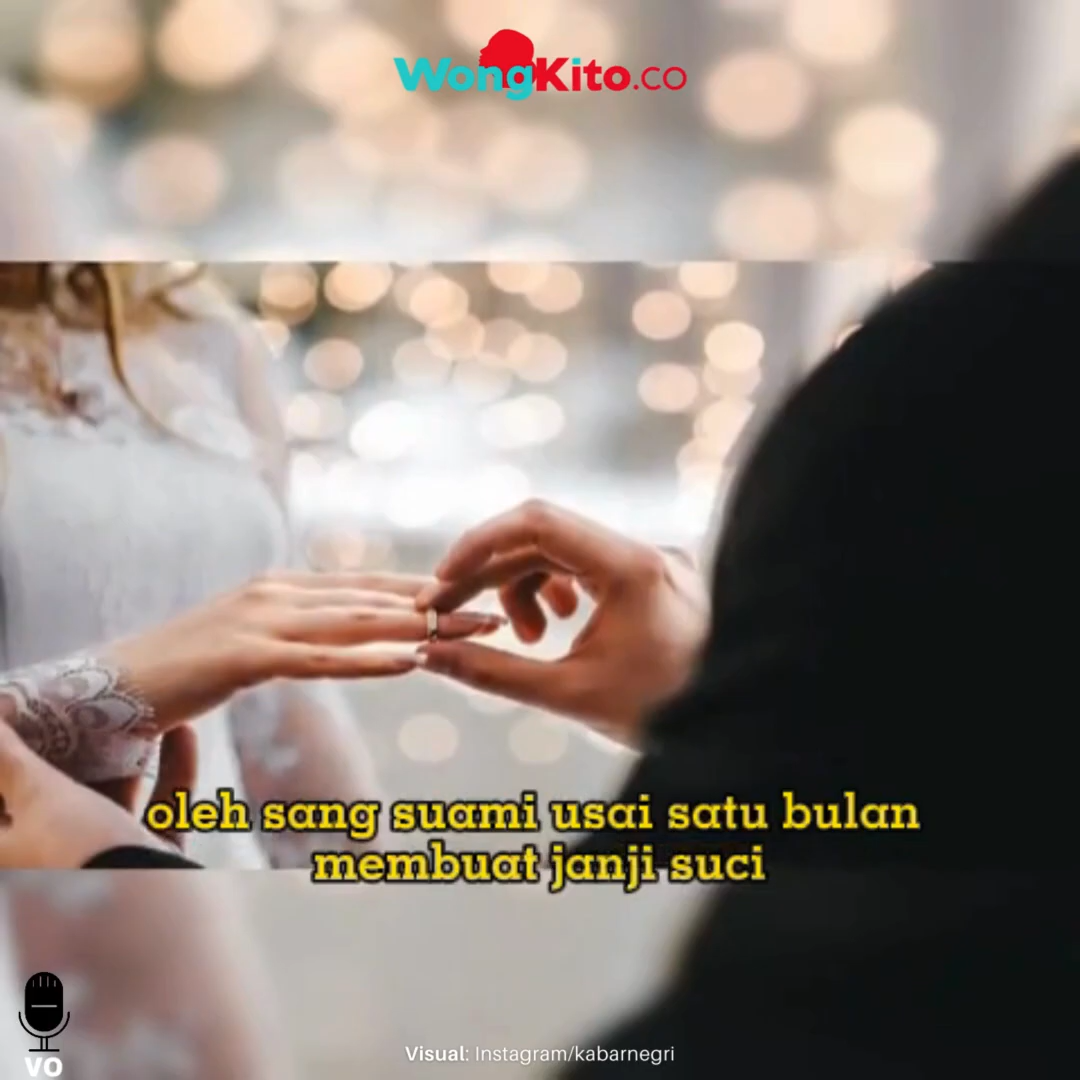 WongKito.co
oleh sang suami usai satu bulan
membuat janji suci
VO
Visual: Instagram/kabarnegri